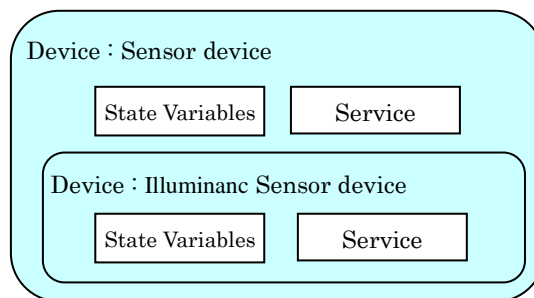 Device : Sensor device
State Variables Service
Device : Illuminanc Sensor device
State Variables Service